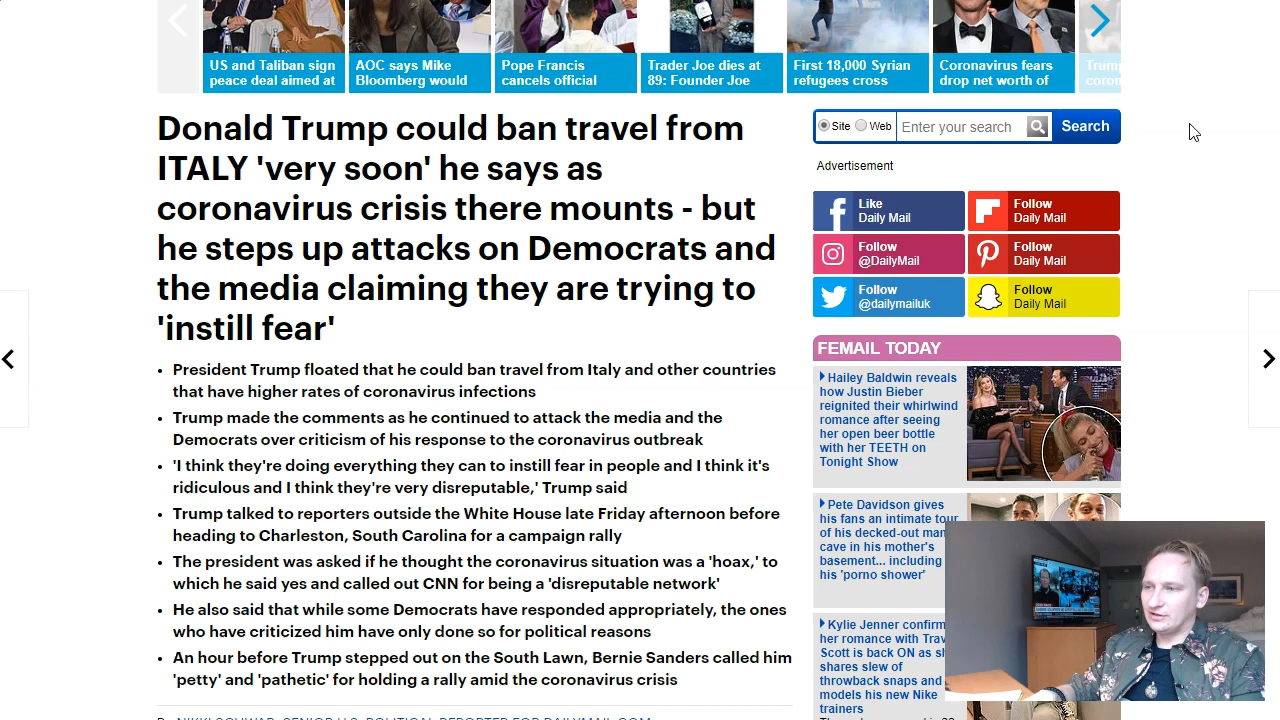 US and Taliban sign
peace deal aimed at
AOC says Mike
Bloomberg would
Pope Francis
cancels official
Trader Joe dies at
89: Founder Joe
First 18,000 Syrian
refugees cross
Coronavirus fears
drop net worth of
Donald Trump could ban travel from
ITALY 'very soon' he says as
coronavirus crisis there mounts - but
he steps up attacks on Democrats and
the media claiming they are trying to
'instill fear'
• President Trump floated that he could ban travel from Italy and other countries
that have higher rates of coronavirus infections
• Trump made the comments as he continued to attack the media and the
Democrats over criticism of his response to the coronavirus outbreak
• 'I think they're doing everything they can to instill fear in people and I think it's
ridiculous and I think they're very disreputable,' Trump said
• Trump talked to reporters outside the White House late Friday afternoon before
heading to Charleston, South Carolina for a campaign rally
• The president was asked if he thought the coronavirus situation was a 'hoax,' to
which he said yes and called out CNN for being a 'disreputable network'
• He also said that while some Democrats have responded appropriately, the ones
who have criticized him have only done so for political reasons
• An hour before Trump stepped out on the South Lawn, Bernie Sanders called him
'petty' and 'pathetic' for holding a rally amid the coronavirus crisis
Site Web Enter your search Search
Advertisement
Like
Daily Mail
Follow
Daily Mail
Follow
@DailyMail
Follow
Daily Mail
Follow
@dailymailuk
Follow
Daily Mail
FEMAIL TODAY
Hailey Baldwin reveals
how Justin Bieber
reignited their whirlwind
romance after seeing
her open beer bottle
with her TEETH on
Tonight Show
Pete Davidson gives
his fans an intimate tour
of his decked-out man
cave in his mother's
basement... including
his 'porno shower'
Kylie Jenner confirm
her romance with Trav
Scott is back ON as sh
shares slew of
throwback snaps and
models his new Nike
trainers